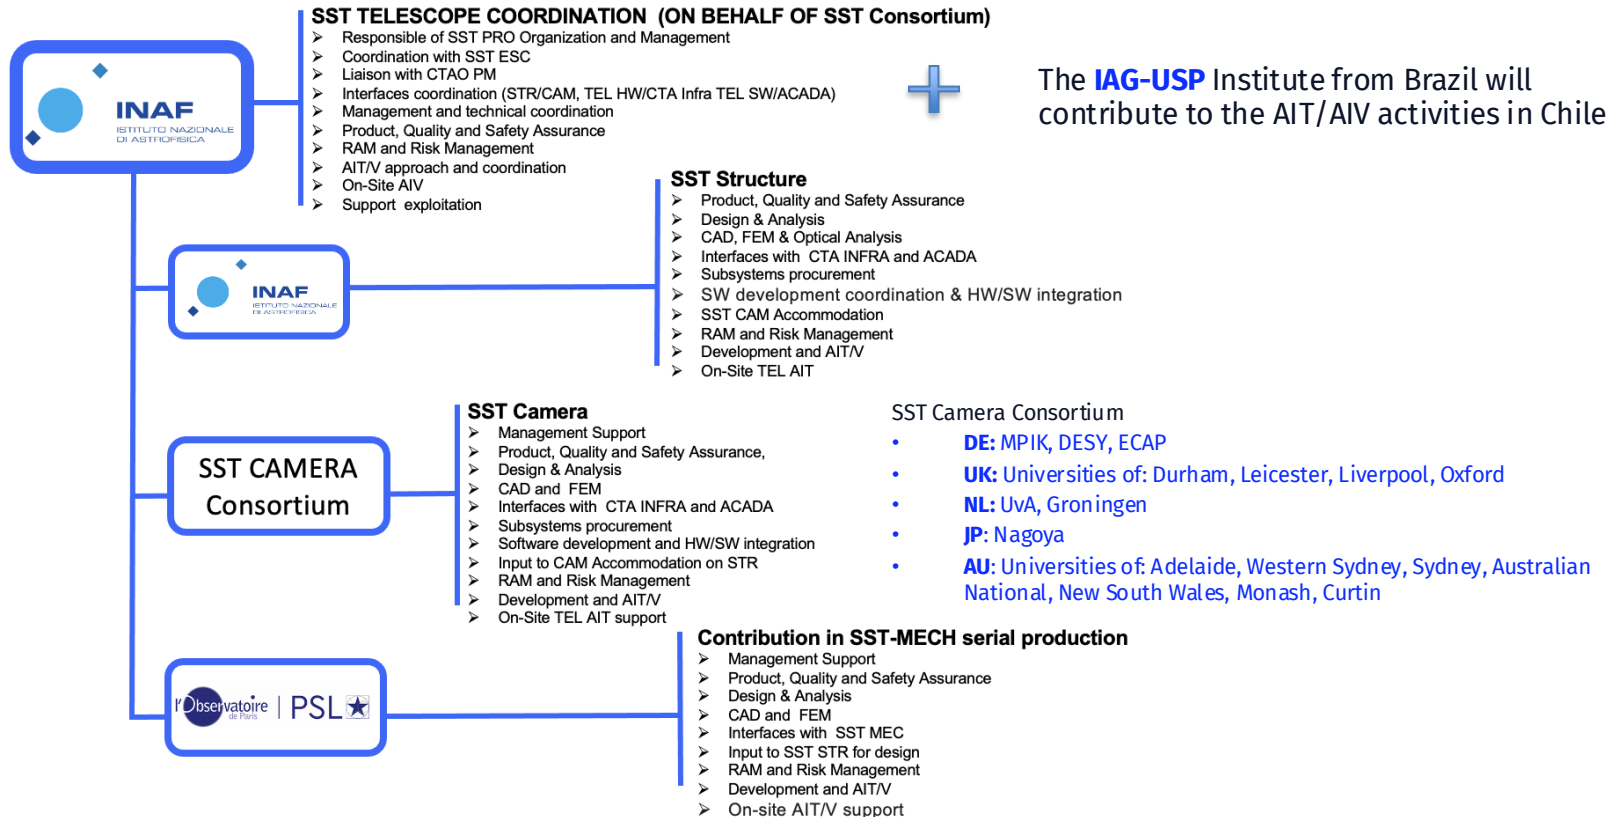 SST TELESCOPE COORDINATION (ON BEHALF OF SST Consortium)
➢ Responsible of SST PRO Organization and Management
➢ Coordination with SST ESC
➢ Liaison with CTAO PM
➢ Interfaces coordination (STR/CAM, TEL HW/CTA Infra TEL SW/ACADA)
➢ Management and technical coordination
➢ Product, Quality and Safety Assurance
➢ RAM and Risk Management
➢ AIT/V approach and coordination
➢ On-Site AIV
➢ Support exploitation
INAF
ISTITUTO NAZIONALE
DI ASTROFISICA
The IAG-USP Institute from Brazil will
contribute to the AIT/AIV activities in Chile
SST Structure
➢ Product, Quality and Safety Assurance
➢ Design & Analysis
➢ CAD, FEM & Optical Analysis
➢ Interfaces with CTA INFRA and ACADA
➢ Subsystems procurement
➢ SW development coordination & HW/SW integration
➢ SST CAM Accommodation
➢ RAM and Risk Management
➢ Development and AIT/V
➢ On-Site TEL AIT
INAF
ISTITUTO NAZIONALE
DI ASTROFISICA
SST CAMERA
Consortium
SST Camera
➢ Management Support
➢ Product, Quality and Safety Assurance,
➢ Design & Analysis
➢ CAD and FEM
➢ Interfaces with CTA INFRA and ACADA
➢ Subsystems procurement
➢ Software development and HW/SW integration
➢ Input to CAM Accommodation on STR
➢ RAM and Risk Management
➢ Development and AIT/V
➢ On-Site TEL AIT support
SST Camera Consortium
• DE: MPIK, DESY, ECAP
• UK: Universities of: Durham, Leicester, Liverpool, Oxford
• NL: UvA, Groningen
• JP: Nagoya
• AU: Universities of: Adelaide, Western Sydney, Sydney, Australian
National, New South Wales, Monash, Curtin
l'Observatoire
de Paris
PSL
Contribution in SST-MECH serial production
➢ Management Support
➢ Product, Quality and Safety Assurance
➢ Design & Analysis
➢ CAD and FEM
➢ Interfaces with SST MEC
➢ Input to SST STR for design
➢ RAM and Risk Management
➢ Development and AIT/V
➢ On-site AIT/V support